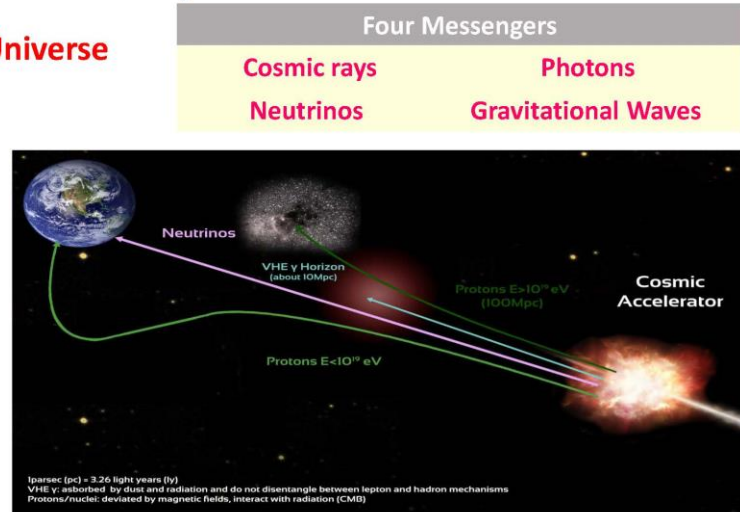 Universe
Four Messengers
Cosmic rays
Photons
Neutrinos
Gravitational Waves
Neutrinos
VHE γ Horizon
(about 10Mpc)
Protons E>10¹⁹ eV
(100Mpc)
Cosmic
Accelerator
Protons E<10¹⁹ eV
1parsec (pc) = 3.26 light years (ly)
VHE γ: asborbed by dust and radiation and do not disentangle between lepton and hadron mechanisms
Protons/nuclei: deviated by magnetic fields, interact with radiation (CMB)